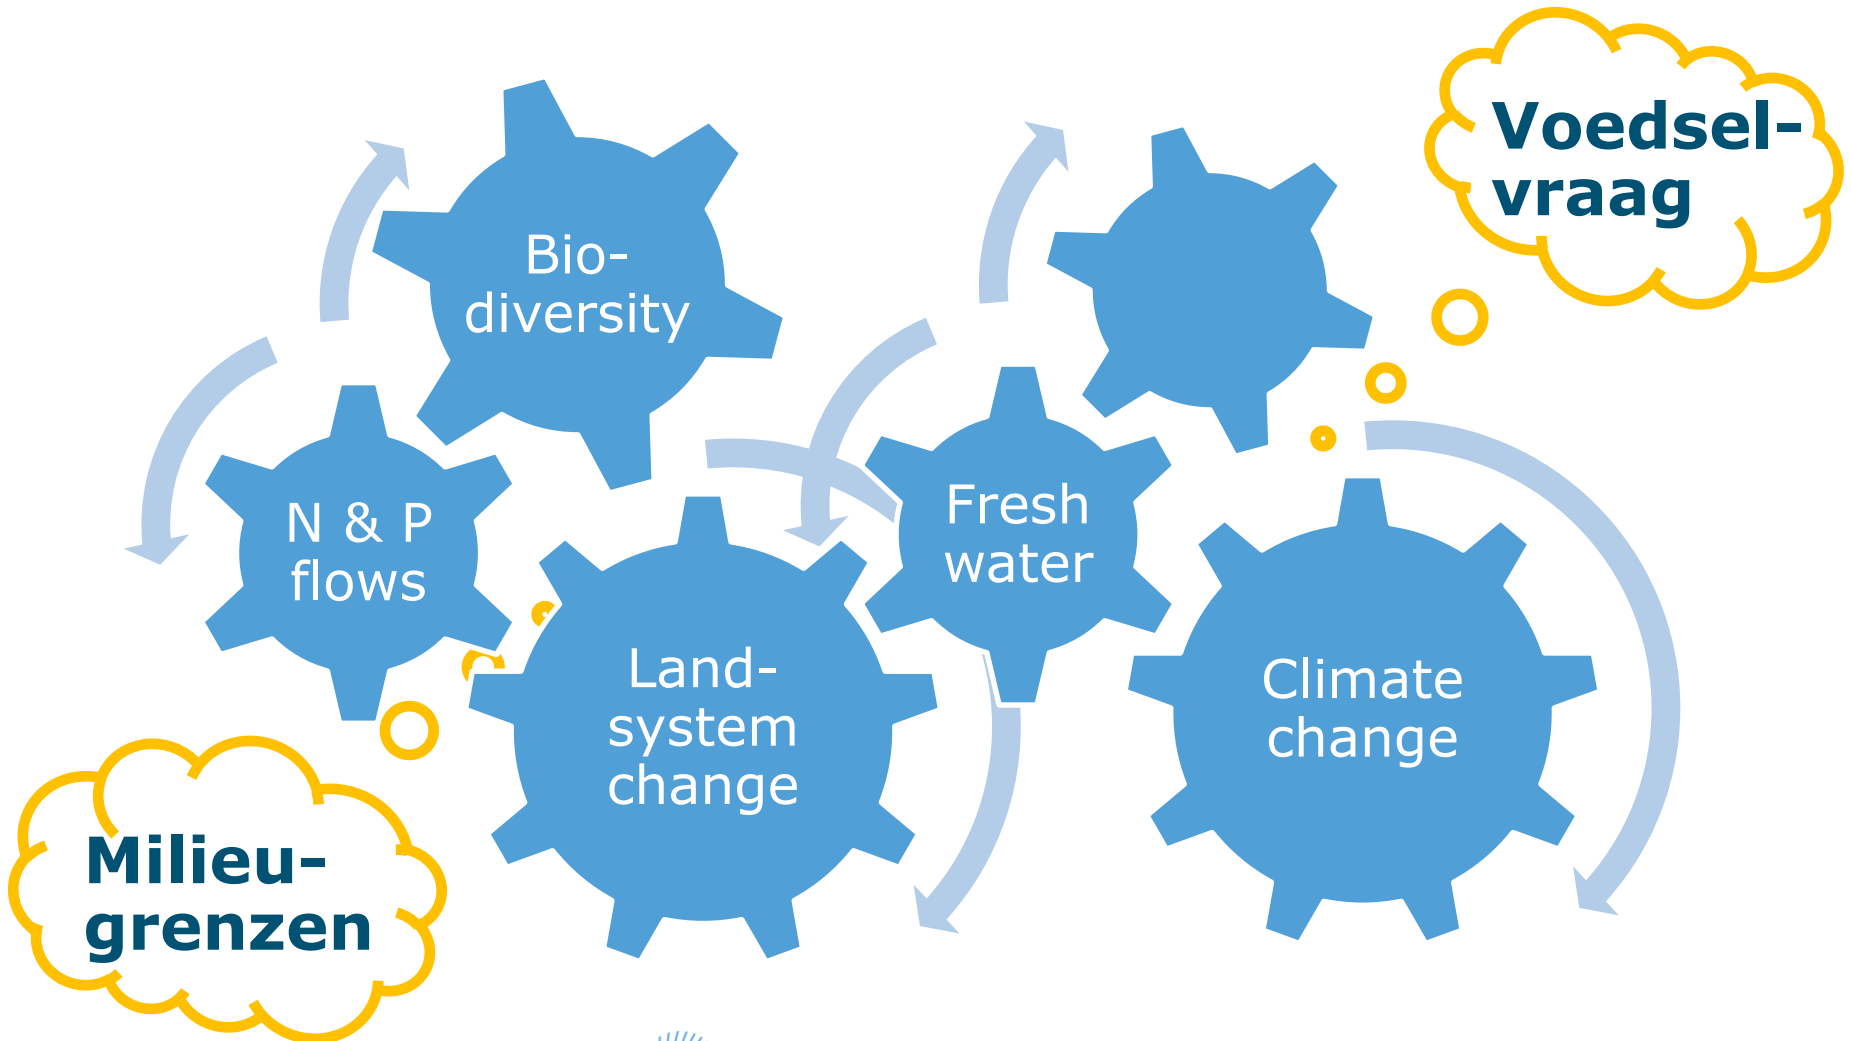 Voedsel-
vraag
Bio-
diversity
N & P
flows
Fresh
water
Land-
system
change
Climate
change
Milieu-
grenzen